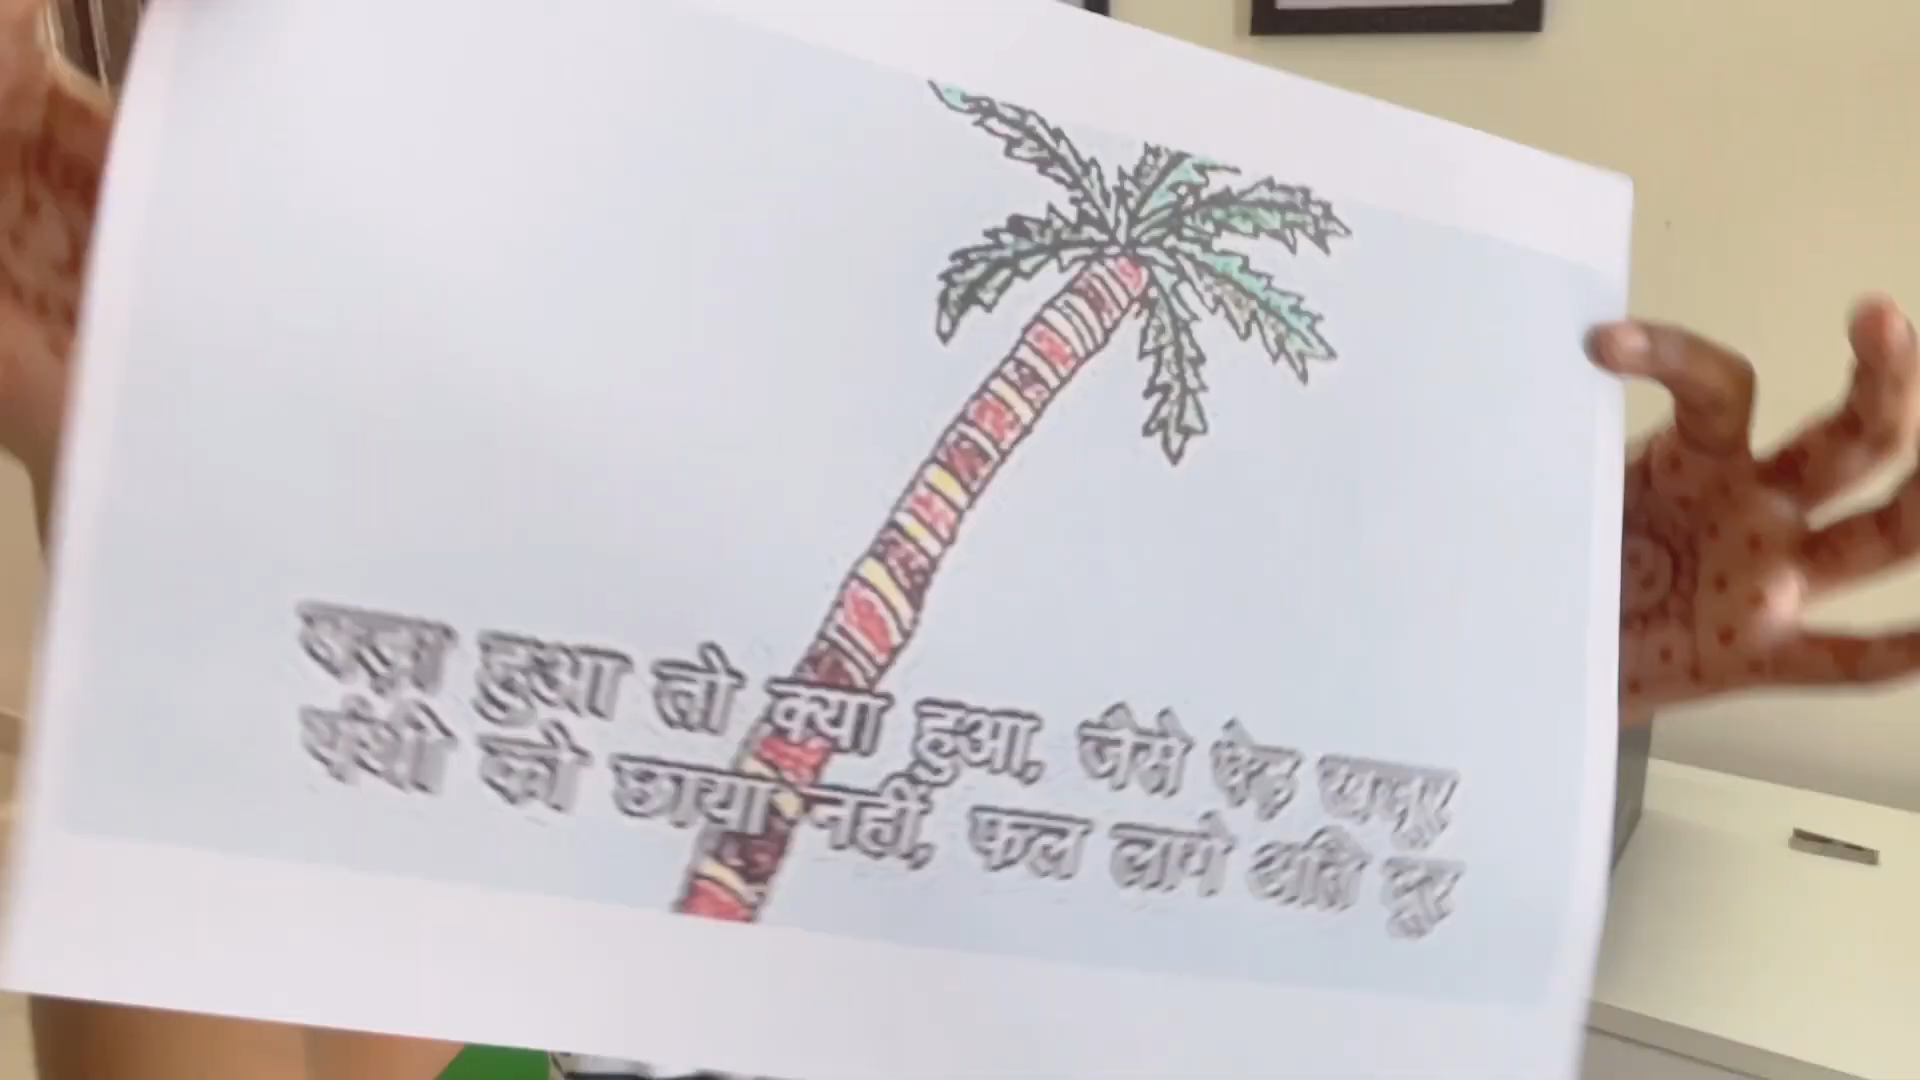 बड़ा हुआ तो क्या हुआ, जैसे पेड़ खजूर
पंथी को छाया नहीं, फल लागे अति दूर